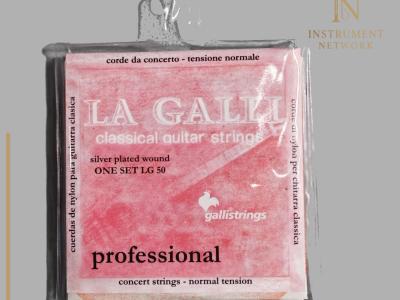 IN
INSTRUMENT
NETWORK
corde da concerto - tensione normale
LA GALLI
classical guitar strings
silver plated wound
ONE SET LG 50
gallistrings
professional
concert strings - normal tension
cuerdas de nylon para guitarra clasica
corde di nylon per chitarra classica